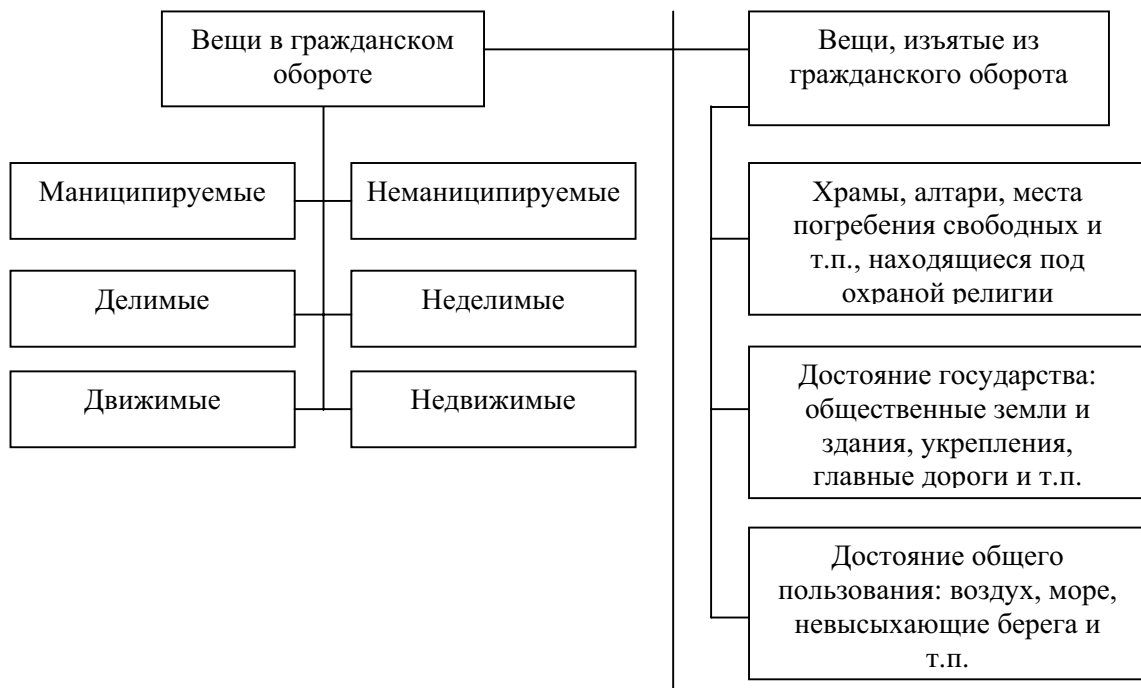 Вещи в гражданском
обороте
Вещи, изъятые из
гражданского оборота
Маниципируемые
Неманиципируемые
Делимые
Неделимые
Движимые
Недвижимые
Храмы, алтари, места
погребения свободных и
т.п., находящиеся под
охраной религии
Достояние государства:
общественные земли и
здания, укрепления,
главные дороги и т.п.
Достояние общего
пользования: воздух, море,
невысыхающие берега и
т.п.